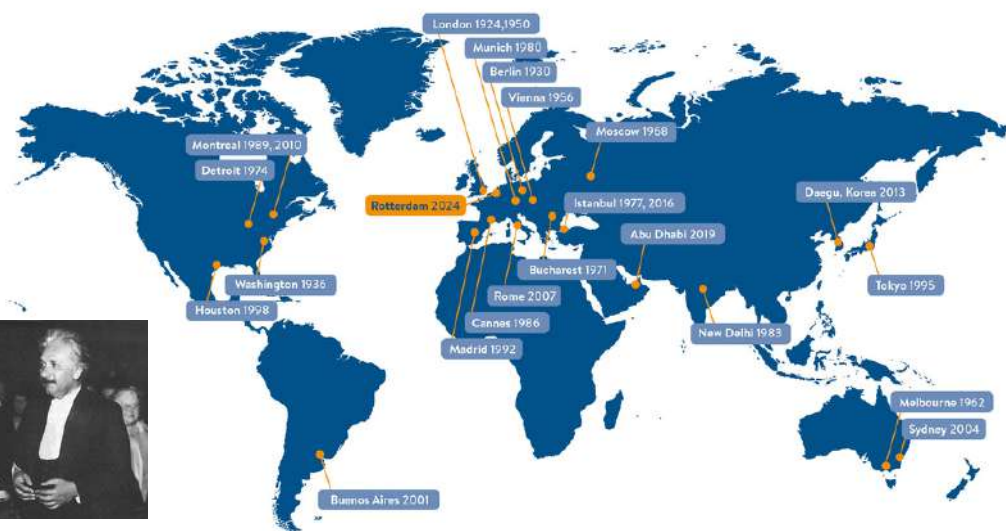 London 1924,1950
Munich 1980
Berlin 1930
Vienna 1956
Moscow 1968
Montreal 1989, 2010
Detroit 1974
Rotterdam 2024
Istanbul 1977, 2016
Daegu, Korea 2013
Abu Dhabi 2019
Bucharest 1971
Washington 1936
Tokyo 1995
Rome 2007
Houston 1998
Cannes 1986
New Delhi 1983
Madrid 1992
Melbourne 1962
Sydney 2004
Buenos Aires 2001